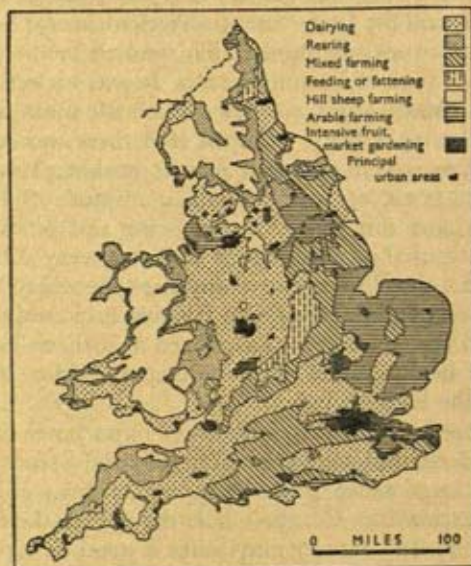 Dairying
Rearing
Mixed farming
Feeding or fattening
Hill sheep farming
Arable farming
Intensive fruit,
market gardening
Principal
urban areas
0 MILES 100